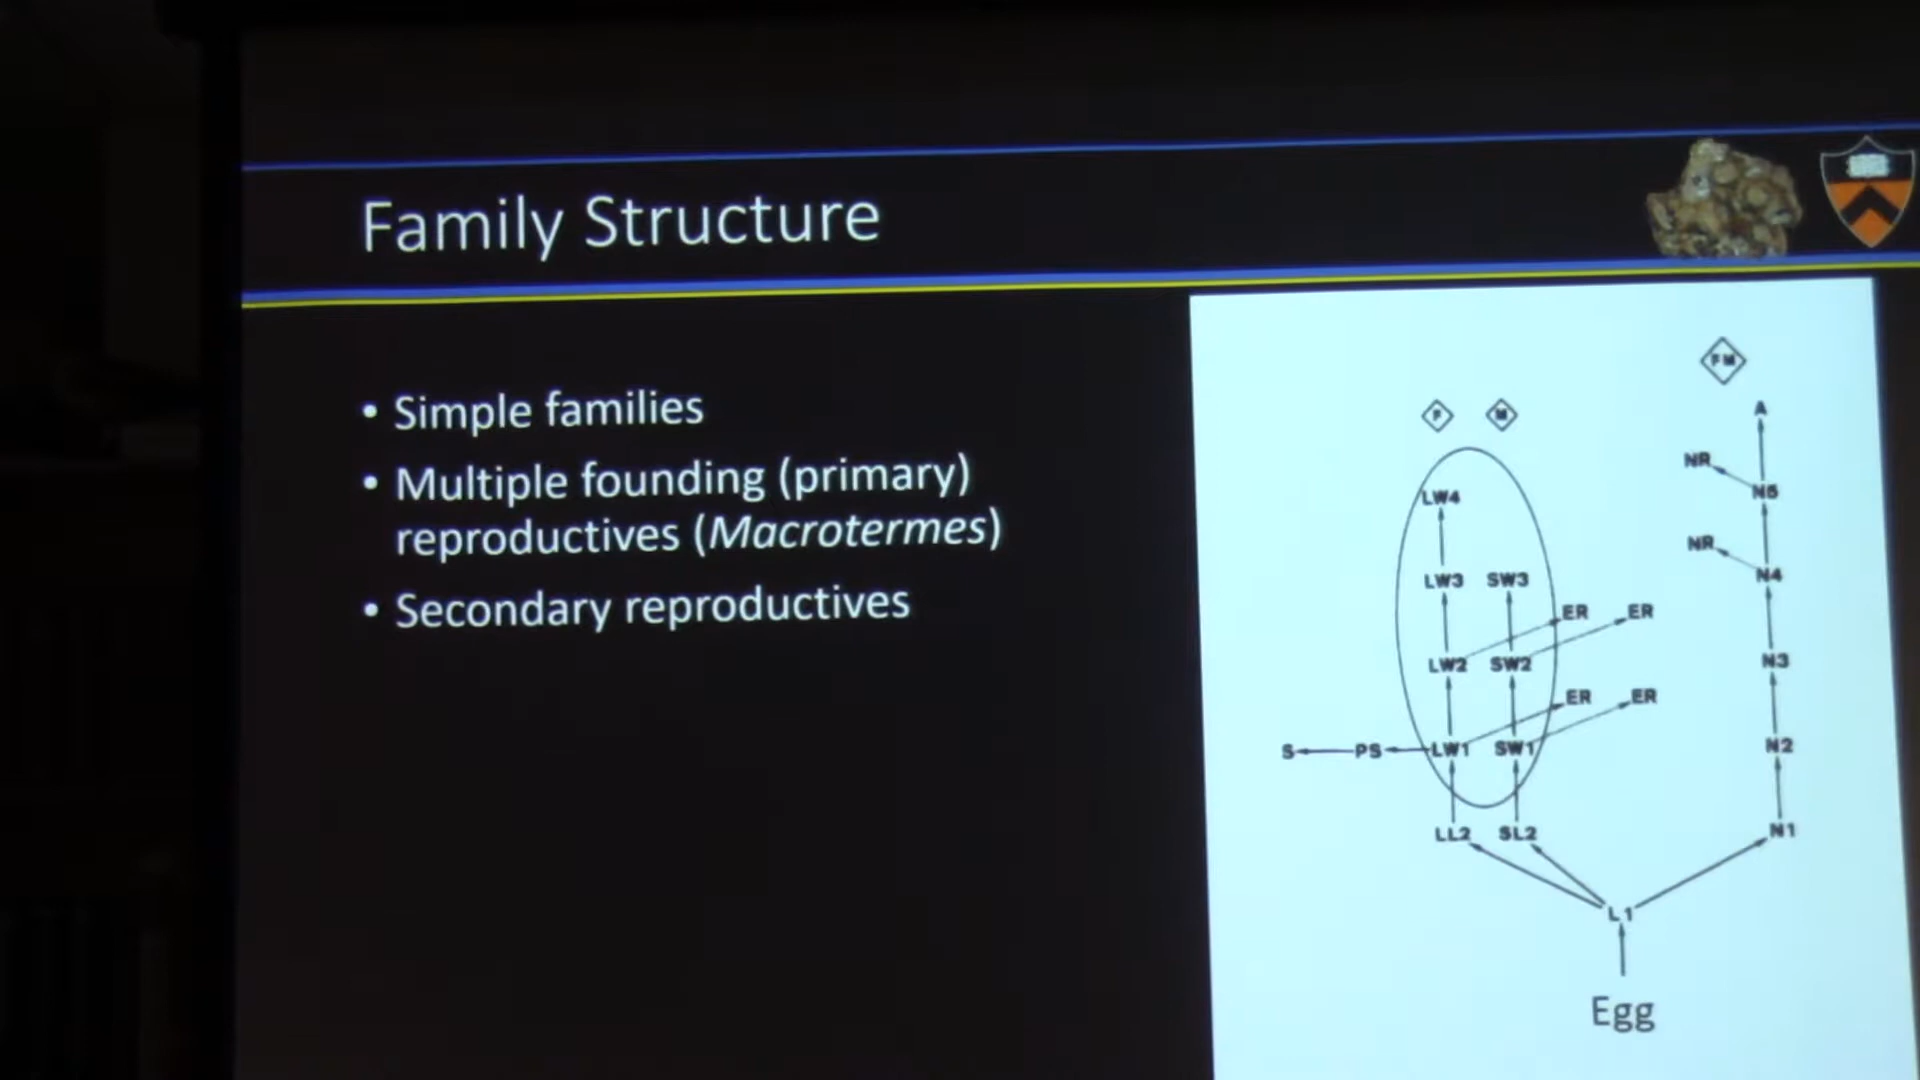 Family Structure
• Simple families
• Multiple founding (primary)
reproductives (Macrotermes)
• Secondary reproductives
FM
F M
A
NR
LW4
N5
NR
LW3 SW3
N4
ER ER
LW2 SW2
N3
ER ER
S PS LW1 SW1
N2
LL2 SL2
N1
L1
Egg